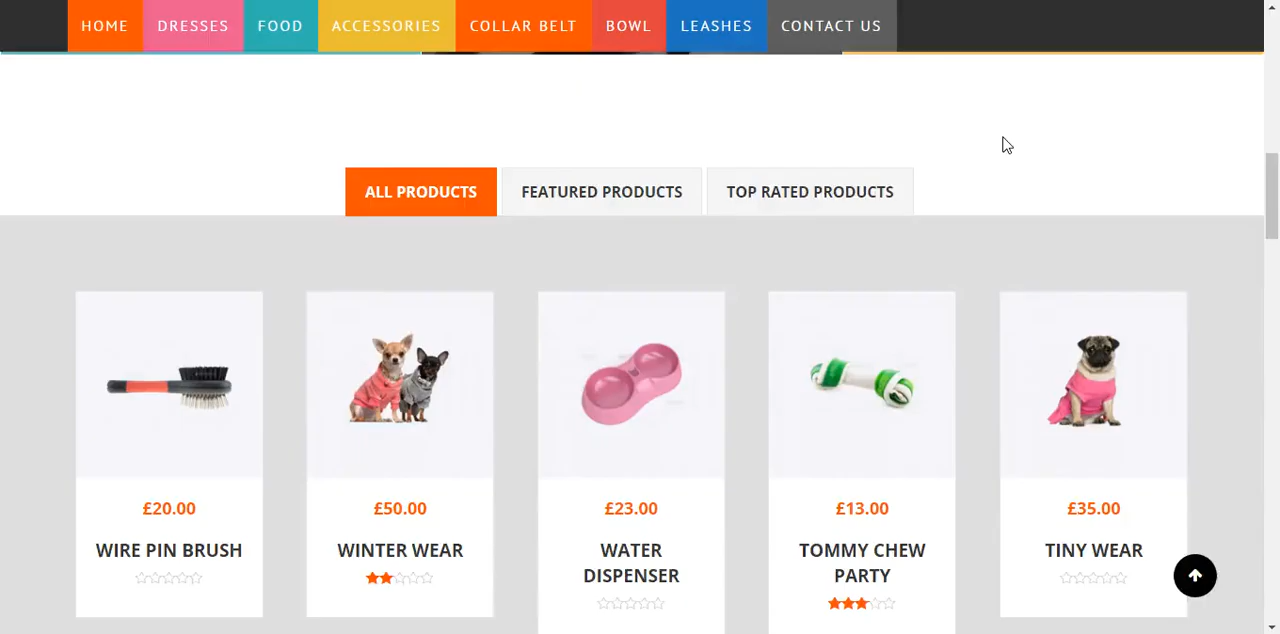 HOME DRESSES FOOD ACCESSORIES COLLAR BELT BOWL LEASHES CONTACT US
ALL PRODUCTS FEATURED PRODUCTS TOP RATED PRODUCTS
£20.00
WIRE PIN BRUSH
£50.00
WINTER WEAR
£23.00
WATER
DISPENSER
£13.00
TOMMY CHEW
PARTY
£35.00
TINY WEAR